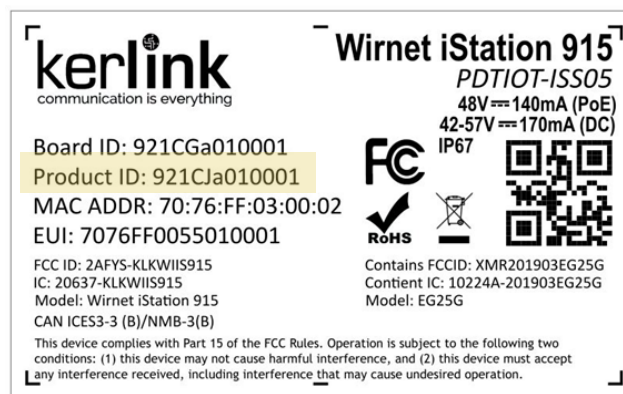 kerlink
communication is everything
Wirnet iStation 915
PDTIOT-ISS05
48V⎓140mA (PoE)
42-57V⎓170mA (DC)
IP67
FC
RoHS
Board ID: 921CGa010001
Product ID: 921CJa010001
MAC ADDR: 70:76:FF:03:00:02
EUI: 7076FF0055010001
FCC ID: 2AFYS-KLKWIIS915
IC: 20637-KLKWIIS915
Model: Wirnet iStation 915
CAN ICES3-3 (B)/NMB-3(B)
Contains FCCID: XMR201903EG25G
Contient IC: 10224A-201903EG25G
Model: EG25G
This device complies with Part 15 of the FCC Rules. Operation is subject to the following two
conditions: (1) this device may not cause harmful interference, and (2) this device must accept
any interference received, including interference that may cause undesired operation.